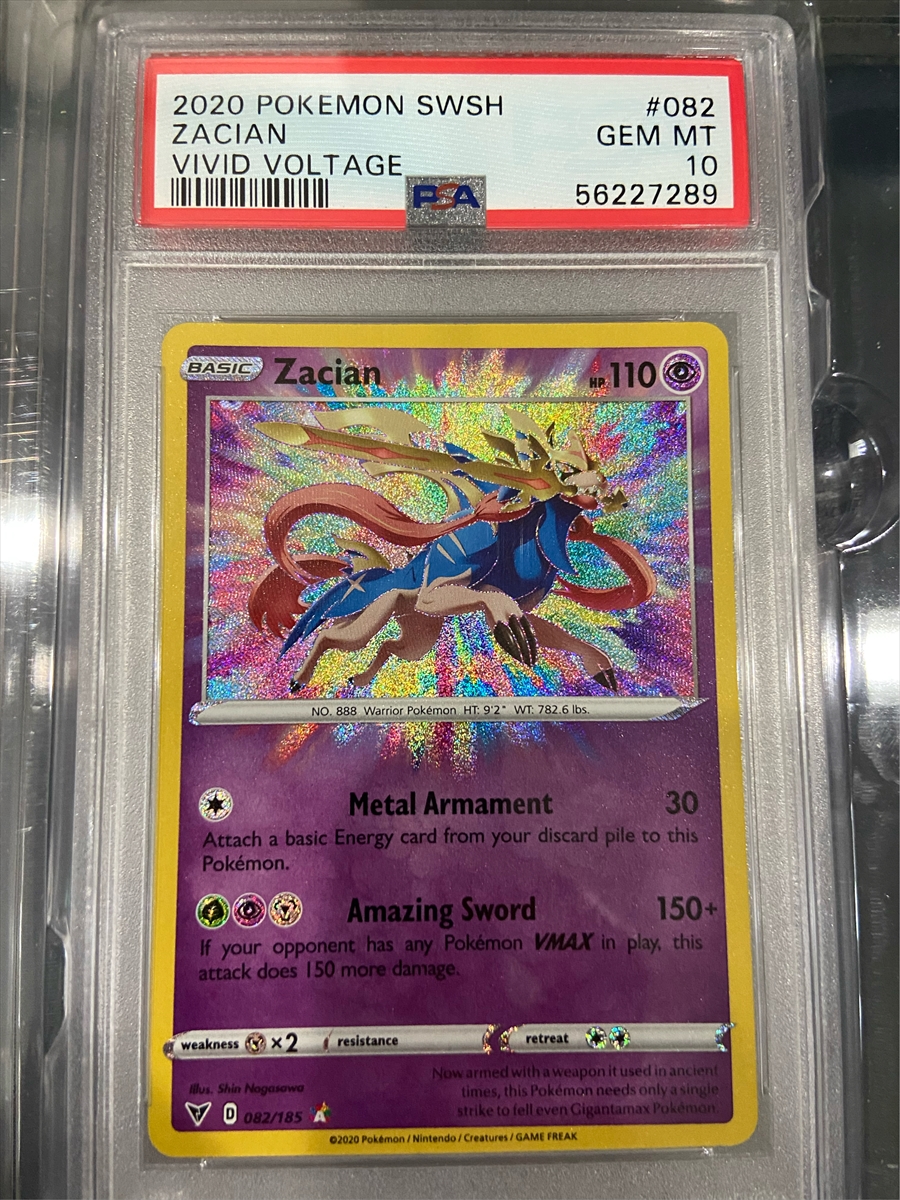 2020 POKEMON SWSH #082
ZACIAN GEM MT
VIVID VOLTAGE 10
PSA 56227289
BASIC Zacian HP 110
NO. 888 Warrior Pokémon HT: 9'2" WT: 782.6 lbs.
Metal Armament 30
Attach a basic Energy card from your discard pile to this
Pokémon.
Amazing Sword 150+
If your opponent has any Pokémon VMAX in play, this
attack does 150 more damage.
weakness ×2 resistance retreat
Illus. Shin Nagasawa
Now armed with a weapon it used in ancient
times, this Pokémon needs only a single
strike to fell even Gigantamax Pokémon.
D 082/185 A
©2020 Pokémon / Nintendo / Creatures / GAME FREAK